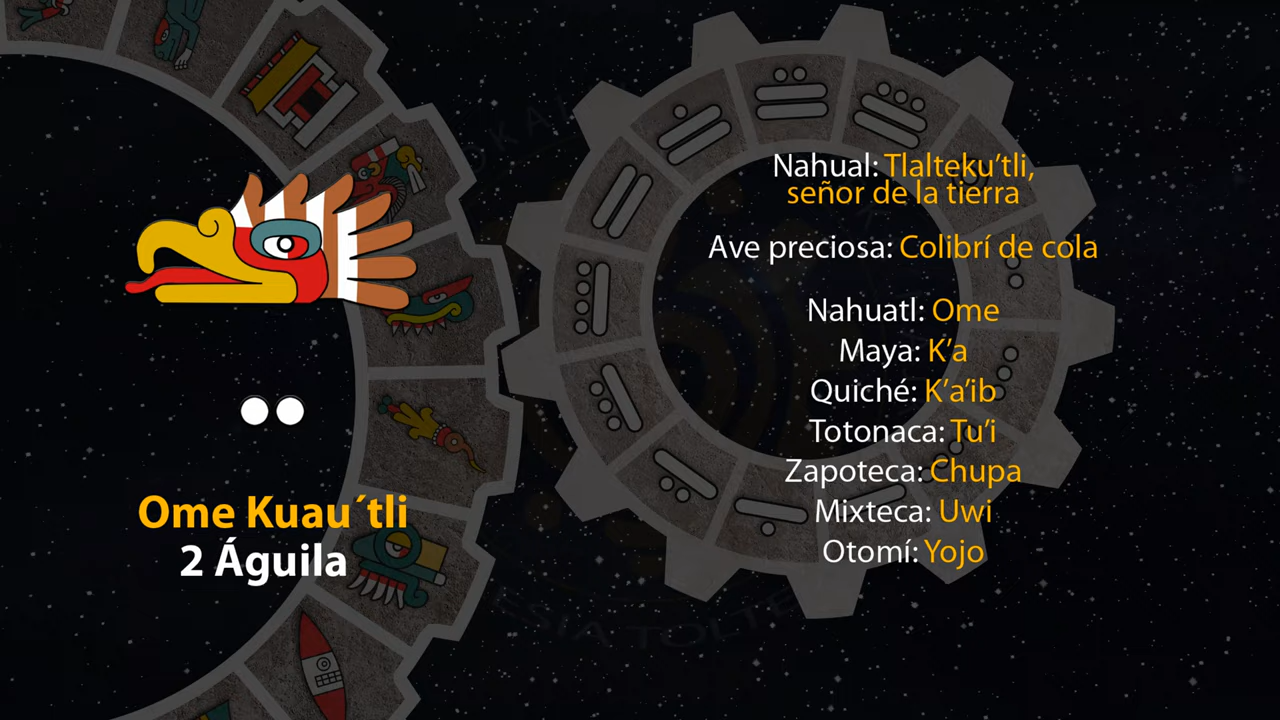 Ome Kuau´tli
2 Águila
Nahual: Tlalteku’tli,
señor de la tierra
Ave preciosa: Colibrí de cola
Nahuatl: Ome
Maya: K’a
Quiché: K’a’ib
Totonaca: Tu’i
Zapoteca: Chupa
Mixteca: Uwi
Otomí: Yojo